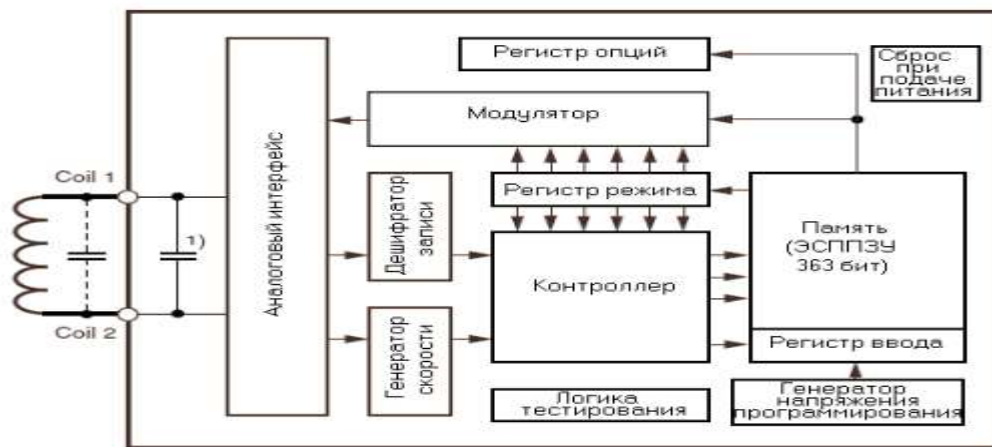 Регистр опций
Сброс
при
подаче
питания
Модулятор
Coil 1
1)
Coil 2
Аналоговый интерфейс
Дешифратор
записи
Генератор
скорости
Регистр режима
Контроллер
Память
(ЭСППЗУ
363 бит)
Регистр ввода
Логика
тестирования
Генератор
напряжения
программирования